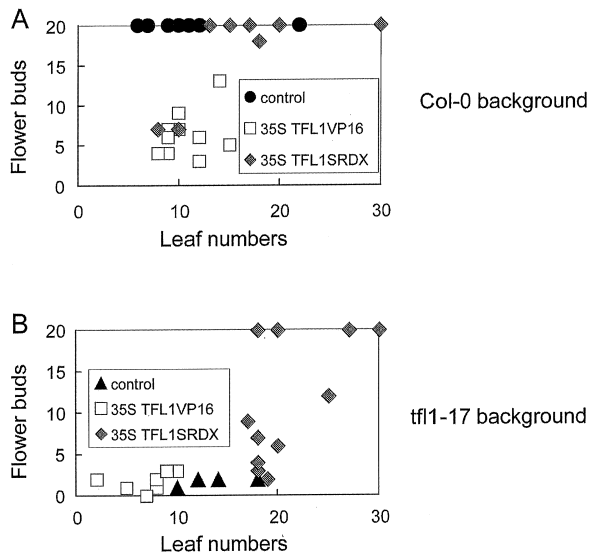 A
20
15
10
5
0
Flower buds
control
35S TFL1VP16
35S TFL1SRDX
0 10 20 30
Leaf numbers
Col-0 background
B
20
15
10
5
0
Flower buds
control
35S TFL1VP16
35S TFL1SRDX
0 10 20 30
Leaf numbers
tfl1-17 background